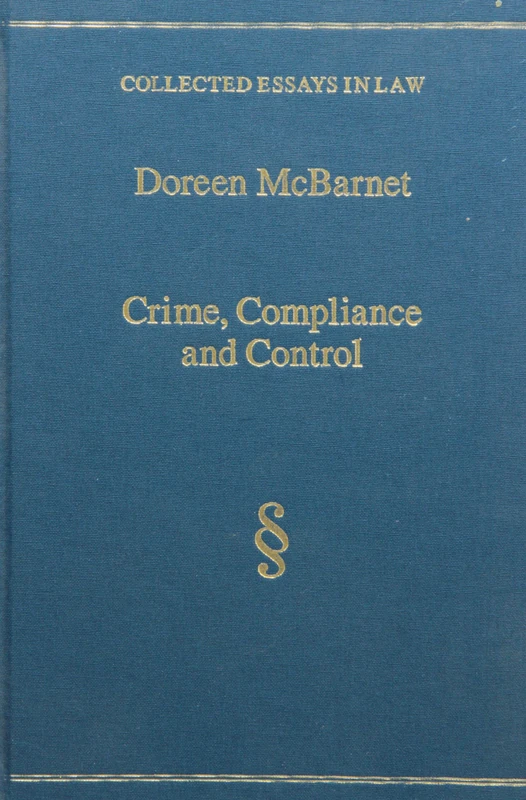 COLLECTED ESSAYS IN LAW
Doreen McBarnet
Crime, Compliance
and Control
§